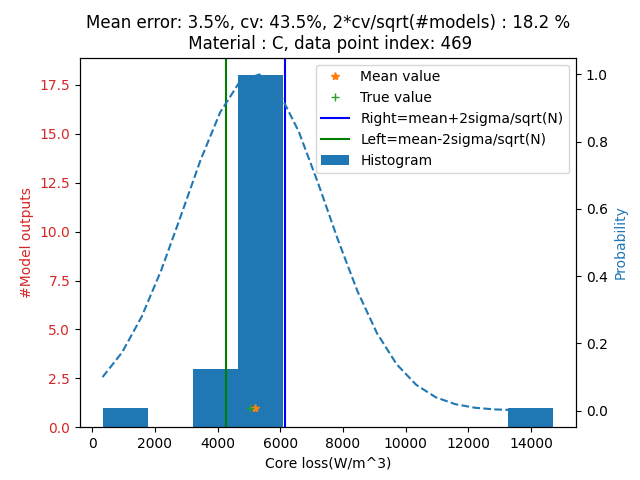 Mean error: 3.5%, cv: 43.5%, 2*cv/sqrt(#models) : 18.2 %
Material : C, data point index: 469
Mean value
True value
Right=mean+2sigma/sqrt(N)
Left=mean-2sigma/sqrt(N)
Histogram
#Model outputs
17.5
15.0
12.5
10.0
7.5
5.0
2.5
0.0
0
2000
4000
6000
8000
10000
12000
14000
Core loss(W/m^3)
1.0
0.8
0.6
0.4
0.2
0.0
Probability